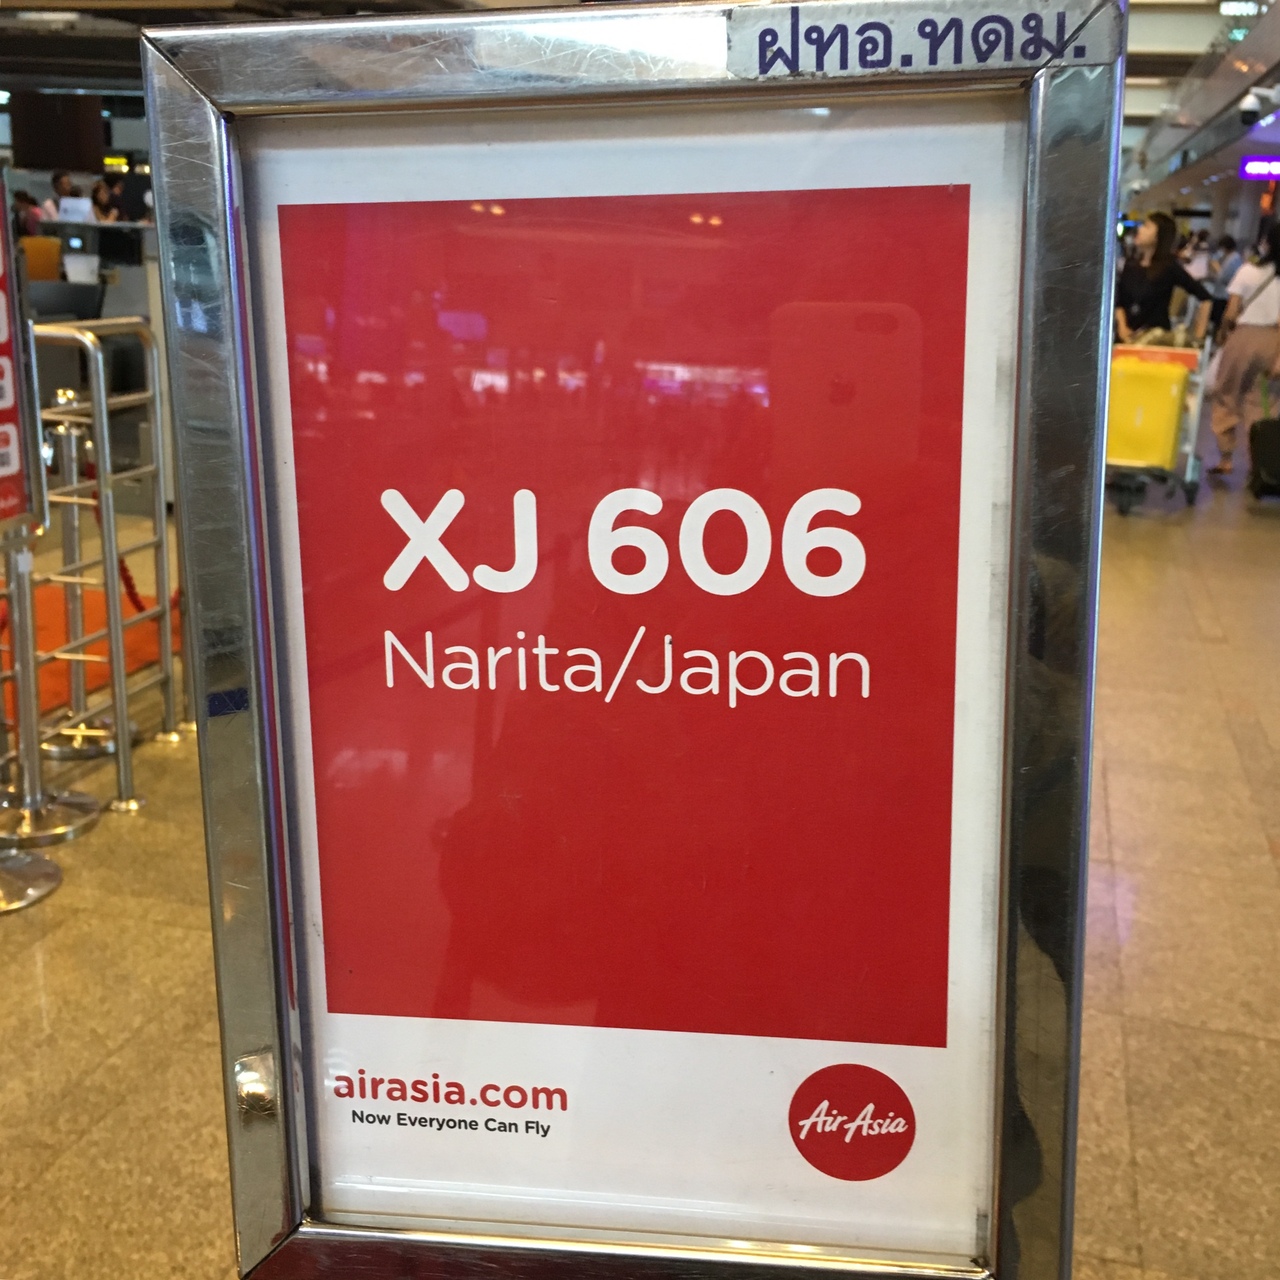 ฝทอ.ทดม.
XJ 606
Narita/Japan
airasia.com
Now Everyone Can Fly
AirAsia